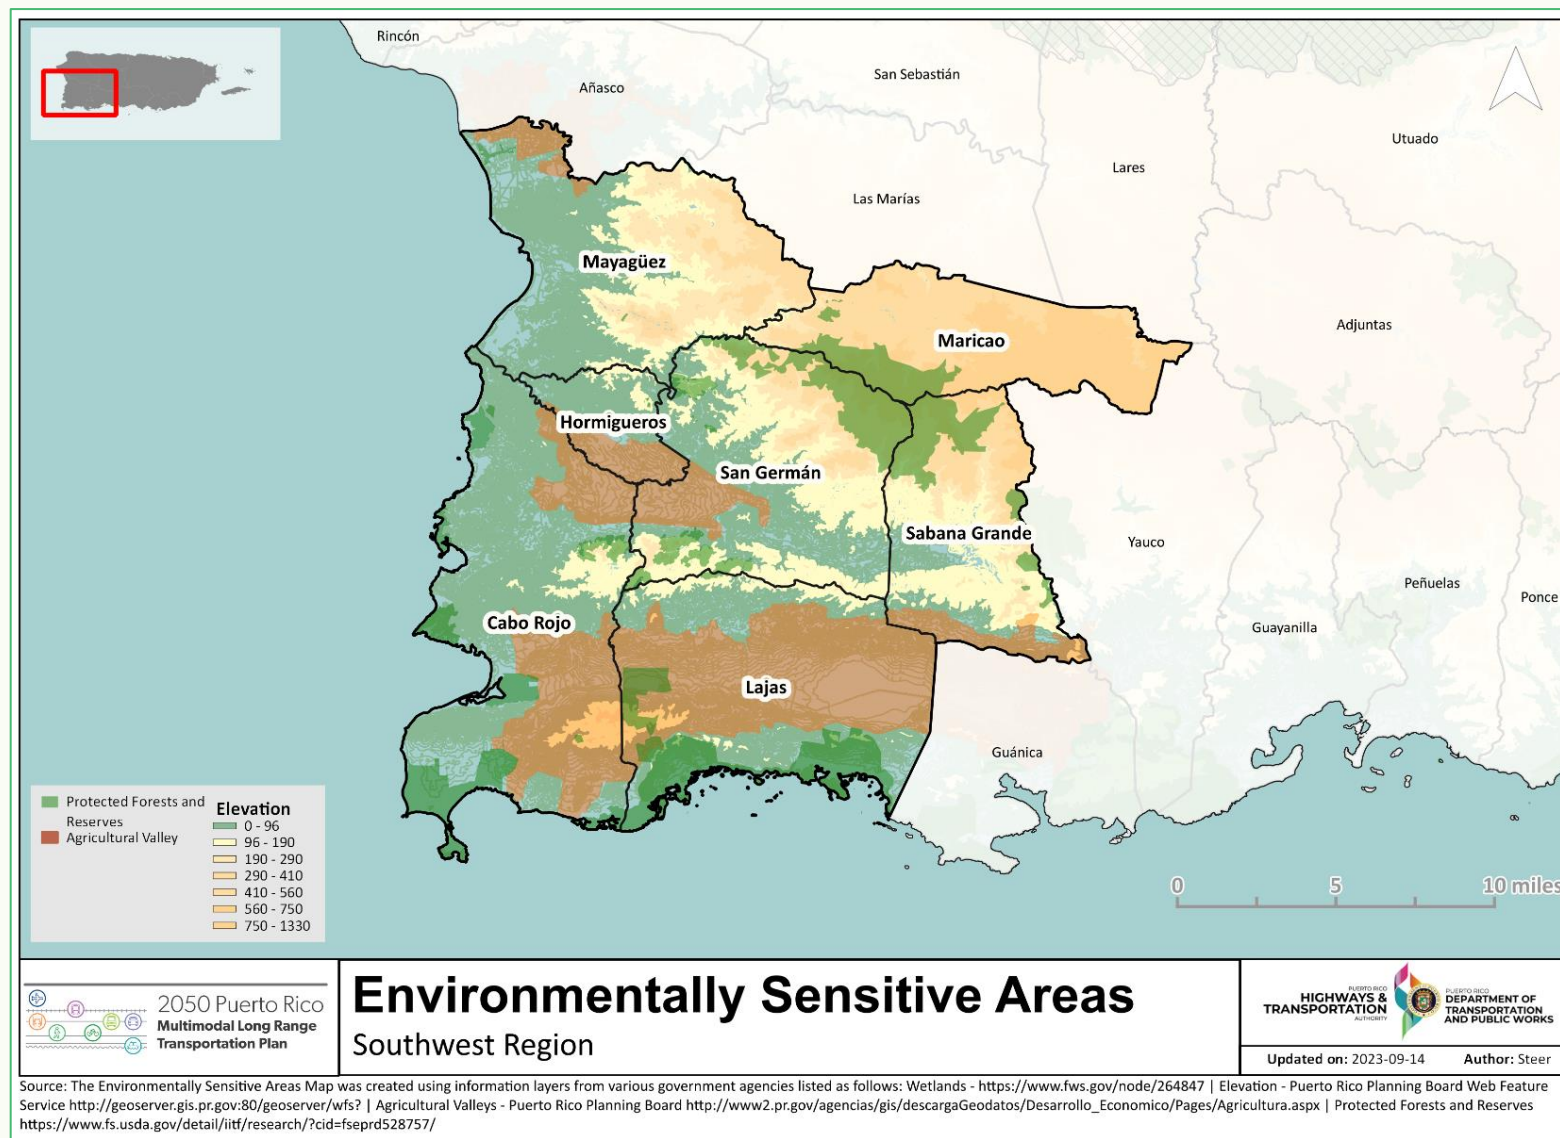 Rincón
Añasco
San Sebastián
Utuado
Lares
Las Marías
Mayagüez
Adjuntas
Maricao
Hormigueros
San Germán
Sabana Grande
Yauco
Peñuelas
Ponce
Cabo Rojo
Guayanilla
Lajas
Guánica
Protected Forests and
Reserves
Agricultural Valley
Elevation
0 - 96
96 - 190
190 - 290
290 - 410
410 - 560
560 - 750
750 - 1330
0 5 10 miles
2050 Puerto Rico
Multimodal Long Range
Transportation Plan
Environmentally Sensitive Areas
Southwest Region
PUERTO RICO
HIGHWAYS &
TRANSPORTATION
AUTHORITY
PUERTO RICO
DEPARTMENT OF
TRANSPORTATION
AND PUBLIC WORKS
Updated on: 2023-09-14 Author: Steer
Source: The Environmentally Sensitive Areas Map was created using information layers from various government agencies listed as follows: Wetlands - https://www.fws.gov/node/264847 | Elevation - Puerto Rico Planning Board Web Feature
Service http://geoserver.gis.pr.gov:80/geoserver/wfs? | Agricultural Valleys - Puerto Rico Planning Board http://www2.pr.gov/agencias/gis/descargaGeodatos/Desarrollo_Economico/Pages/Agricultura.aspx | Protected Forests and Reserves
https://www.fs.usda.gov/detail/iitf/research/?cid=fseprd528757/